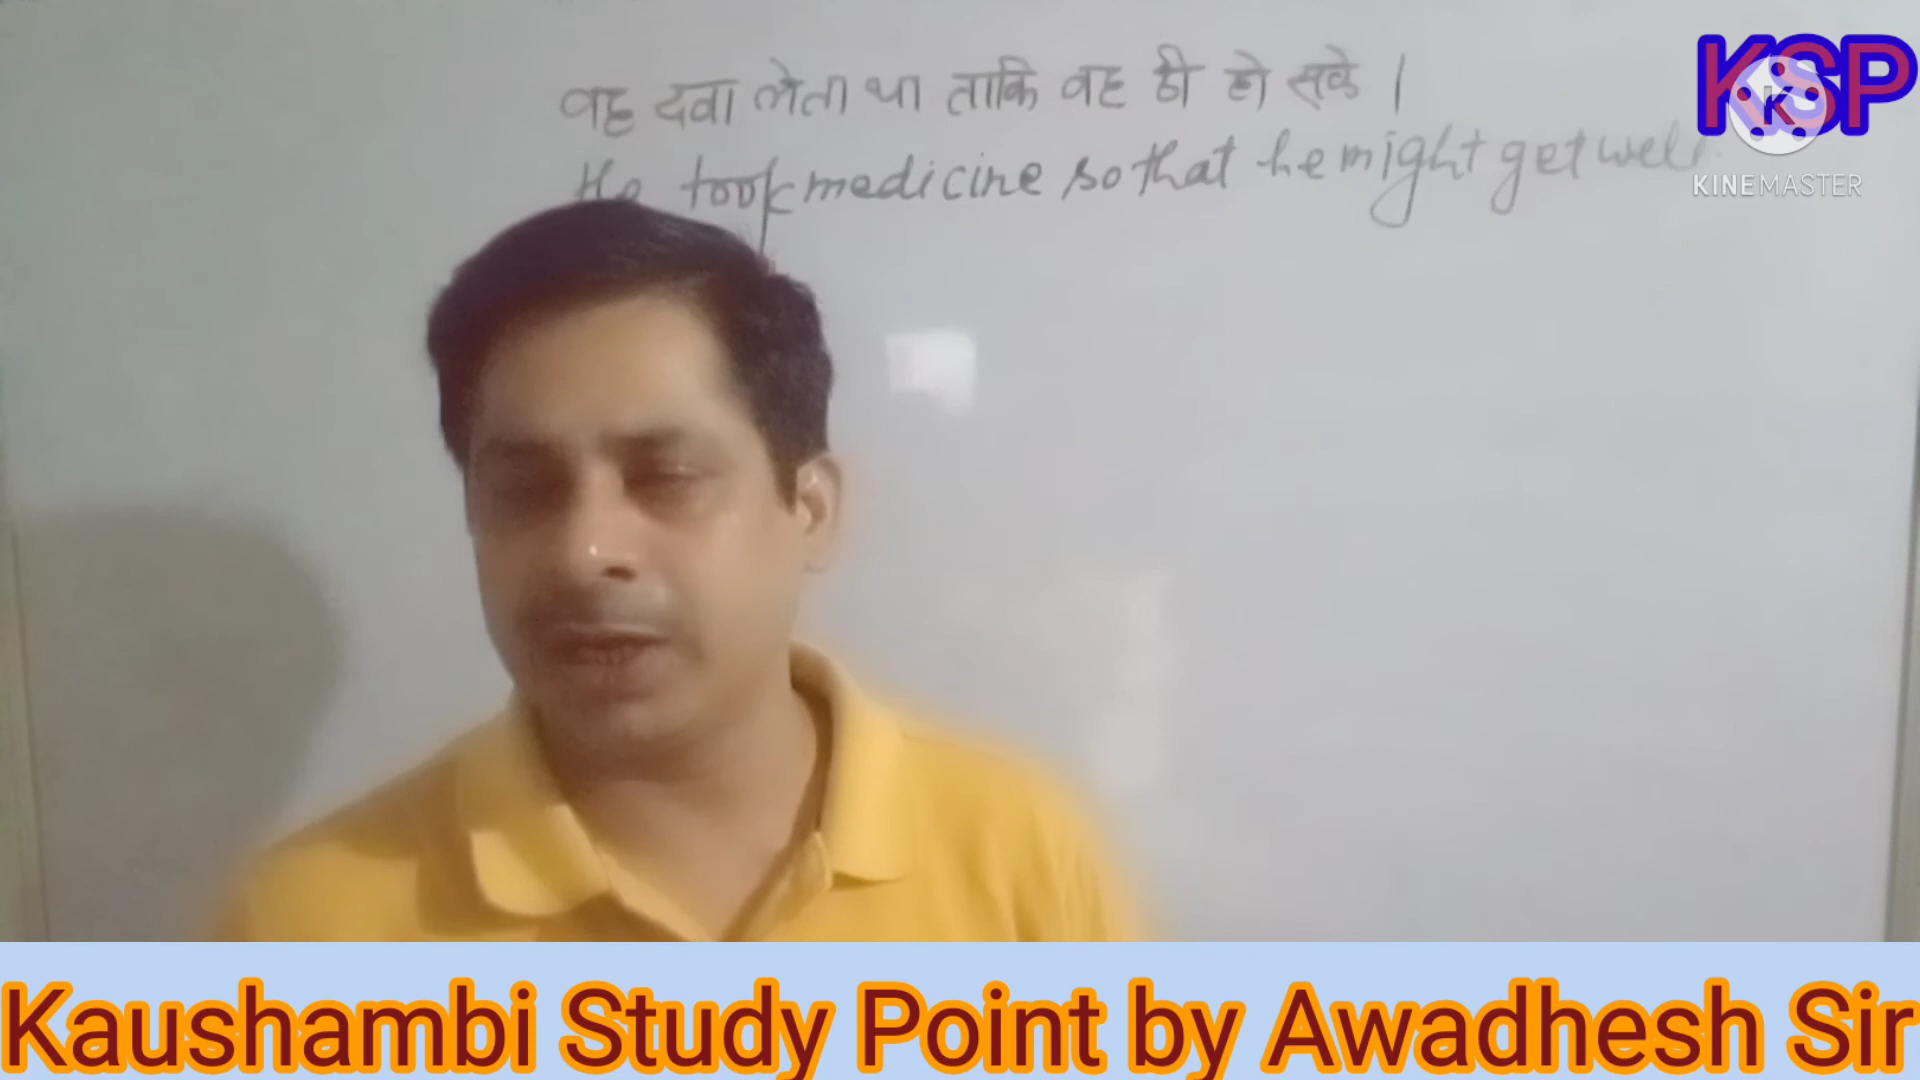 वह दवा लेता था ताकि वह ठी हो सके ।
KSP
He took medicine so that he might get well.
K
KINEMASTER
Kaushambi Study Point by Awadhesh Sir